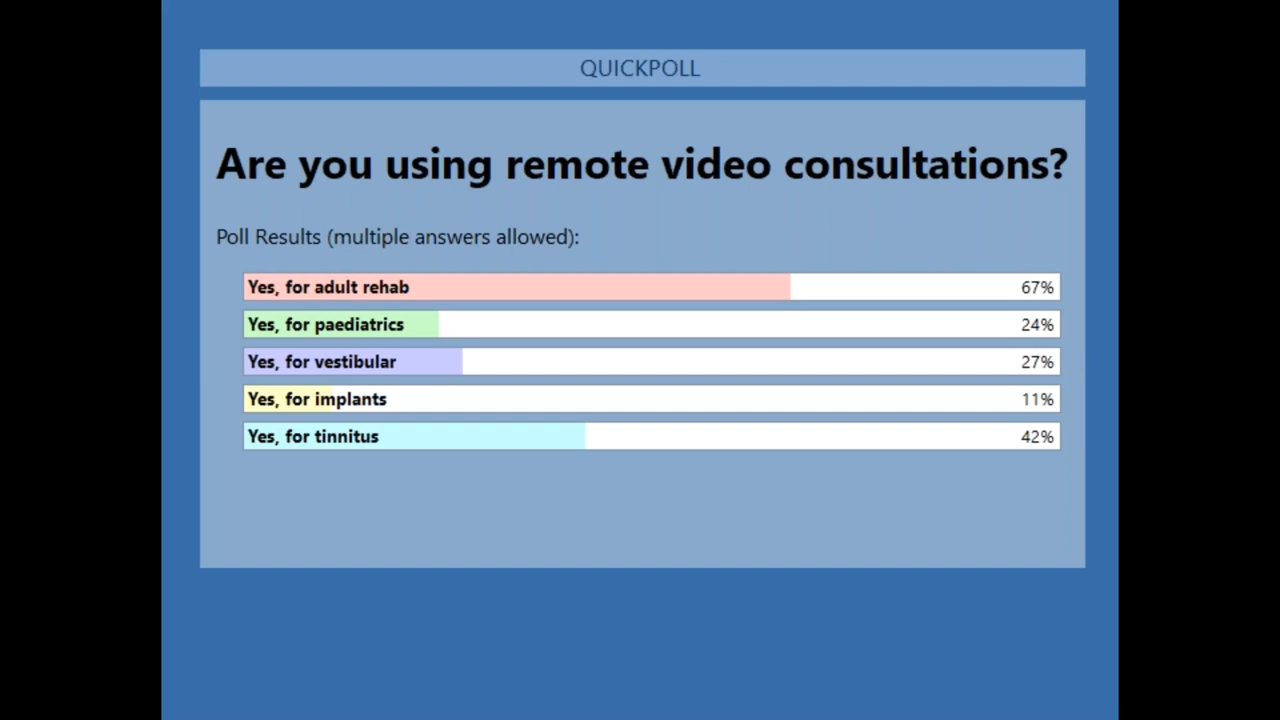 QUICKPOLL
Are you using remote video consultations?
Poll Results (multiple answers allowed):
Yes, for adult rehab 67%
Yes, for paediatrics 24%
Yes, for vestibular 27%
Yes, for implants 11%
Yes, for tinnitus 42%